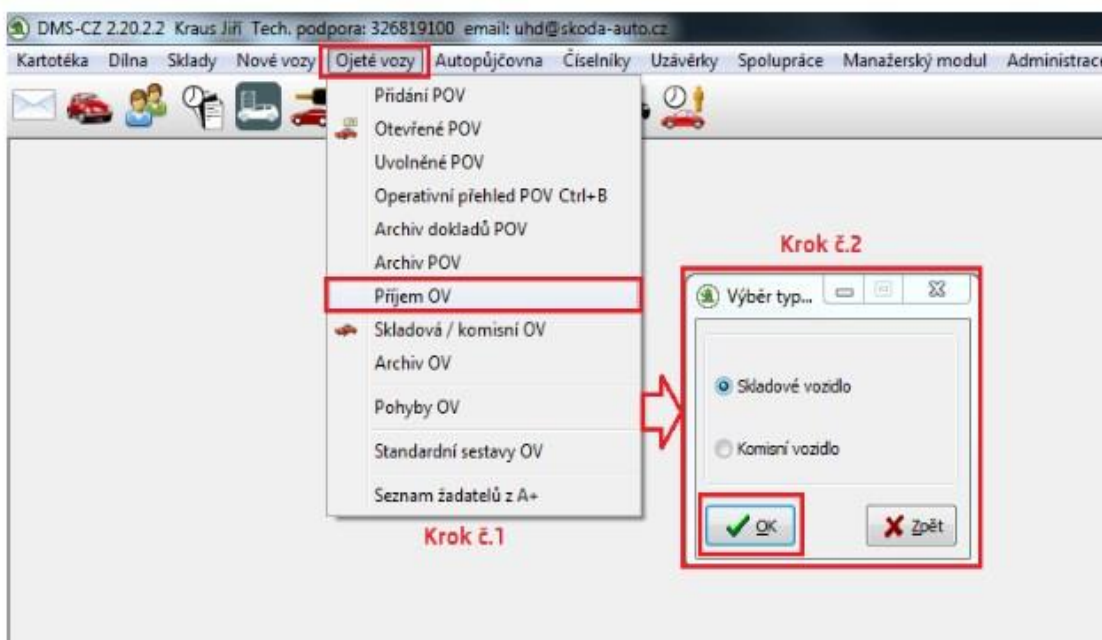 DMS-CZ 2.20.2.2 Kraus Jiří Tech. podpora: 326819100 email: uhd@skoda-auto.cz
Kartotéka Dílna Sklady Nové vozy Ojeté vozy Autopůjčovna Číselníky Uzávěrky Spolupráce Manažerský modul Administrace
Přidání POV
Otevřené POV
Uvolněné POV
Operativní přehled POV Ctrl+B
Archiv dokladů POV
Archiv POV
Příjem OV
Skladová / komisní OV
Archiv OV
Pohyby OV
Standardní sestavy OV
Seznam žadatelů z A+
Krok č.1
Krok č.2
Výběr typ...
Skladové vozidlo
Komisní vozidlo
OK
Zpět